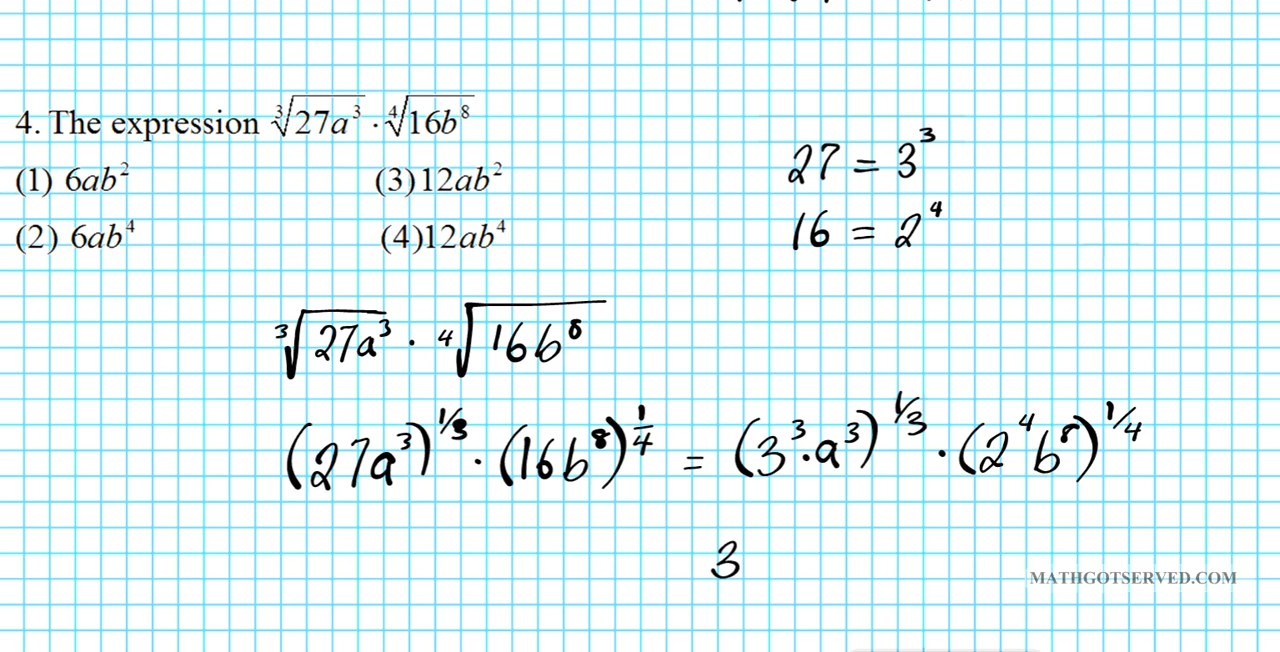 4. The expression ∛27a³ · ∜16b⁸
(1) 6ab² (3) 12ab²
(2) 6ab⁴ (4) 12ab⁴
27 = 3³
16 = 2⁴
∛27a³ · ∜16b⁸
(27a³)^1/3 · (16b⁸)^1/4 = (3³·a³)^1/3 · (2⁴b⁸)^1/4
3
MATHGOTSERVED.COM